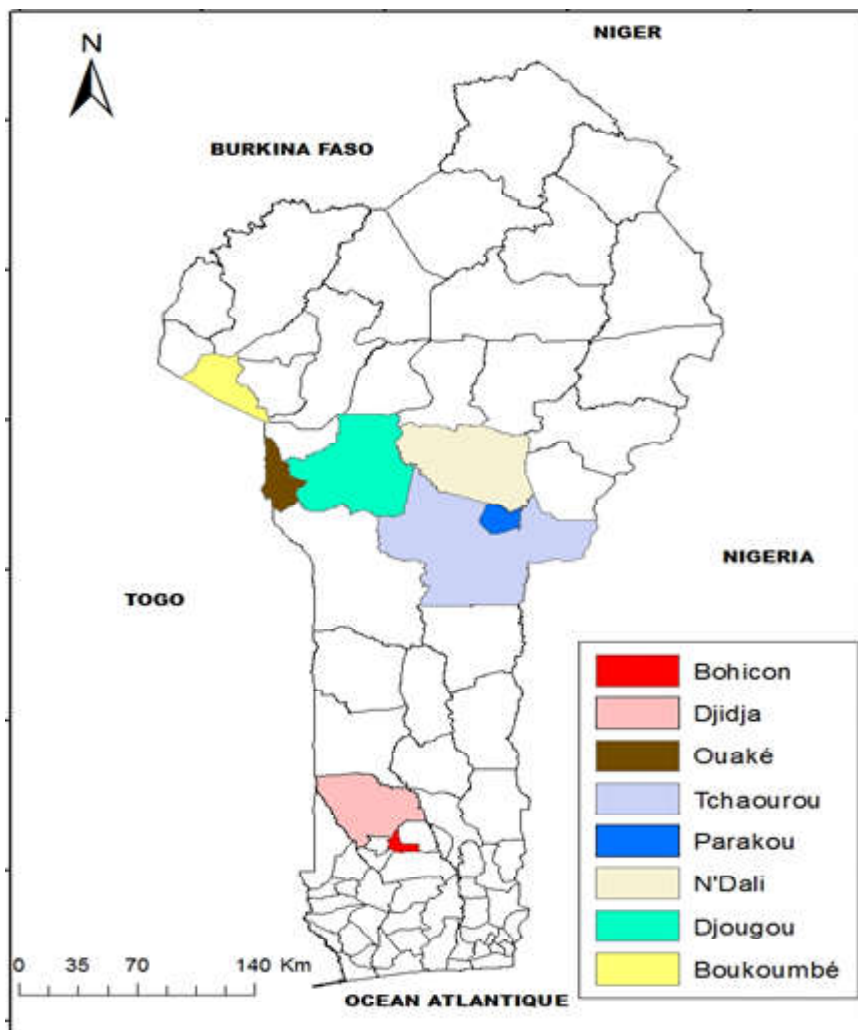 NIGER
N
BURKINA FASO
NIGERIA
TOGO
Bohicon
Djidja
Ouaké
Tchaourou
Parakou
N'Dali
Djougou
Boukoumbé
0 35 70 140 Km
OCEAN ATLANTIQUE